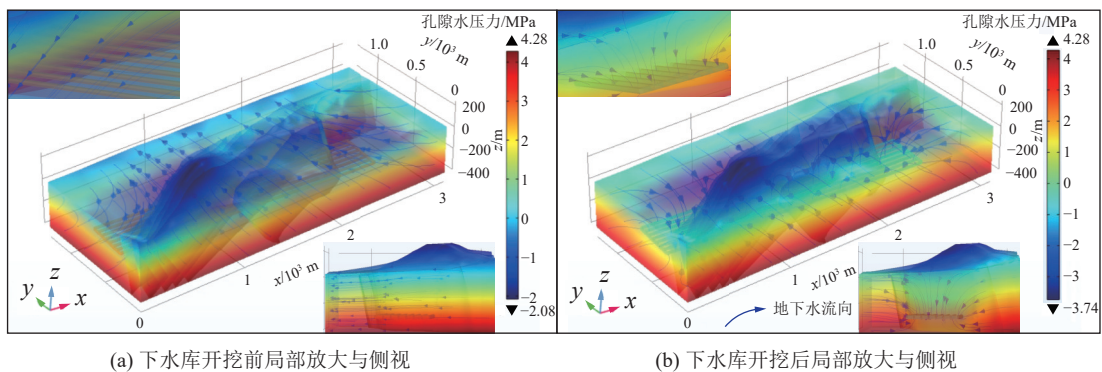 孔隙水压力/MPa
4.28
4
3
2
1
0
−1
−2
−2.08
y/10³ m
1.0
0.5
0
200
0
−200
−400
z/m
3
2
1
0
x/10³ m
z
y
x
(a) 下水库开挖前局部放大与侧视
孔隙水压力/MPa
4.28
4
3
2
1
0
−1
−2
−3
−3.74
y/10³ m
1.0
0.5
0
200
0
−200
−400
z/m
3
2
1
0
x/10³ m
z
y
x
地下水流向
(b) 下水库开挖后局部放大与侧视